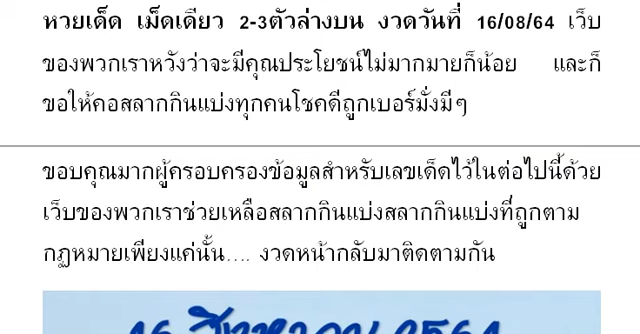 หวยเด็ด เม็ดเดียว 2-3ตัวล่างบน งวดวันที่ 16/08/64 เว็บ
ของพวกเราหวังว่าจะมีคุณประโยชน์ไม่มากมายก็น้อย และก็
ขอให้คอสลากกินแบ่งทุกคนโชคดีถูกเบอร์มั่งมีๆ
ขอบคุณมากผู้ครอบครองข้อมูลสำหรับเลขเด็ดไว้ในต่อไปนี้ด้วย
เว็บของพวกเราช่วยเหลือสลากกินแบ่งสลากกินแบ่งที่ถูกตาม
กฏหมายเพียงแค่นั้น…. งวดหน้ากลับมาติดตามกัน
16 สิงหาคม 2564